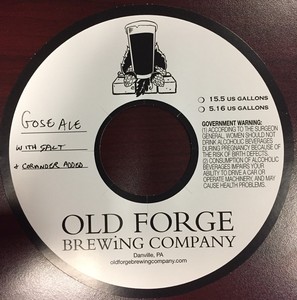 GOSE ALE
WITH SALT
+ CORIANDER ADDED
15.5 US GALLONS
5.16 US GALLONS
GOVERNMENT WARNING:
(1) ACCORDING TO THE SURGEON
GENERAL, WOMEN SHOULD NOT
DRINK ALCOHOLIC BEVERAGES
DURING PREGNANCY BECAUSE OF
THE RISK OF BIRTH DEFECTS.
(2) CONSUMPTION OF ALCOHOLIC
BEVERAGES IMPAIRS YOUR
ABILITY TO DRIVE A CAR OR
OPERATE MACHINERY, AND MAY
CAUSE HEALTH PROBLEMS.
OLD FORGE
BREWiNG COMPANY
Danville, PA
oldforgebrewingcompany.com